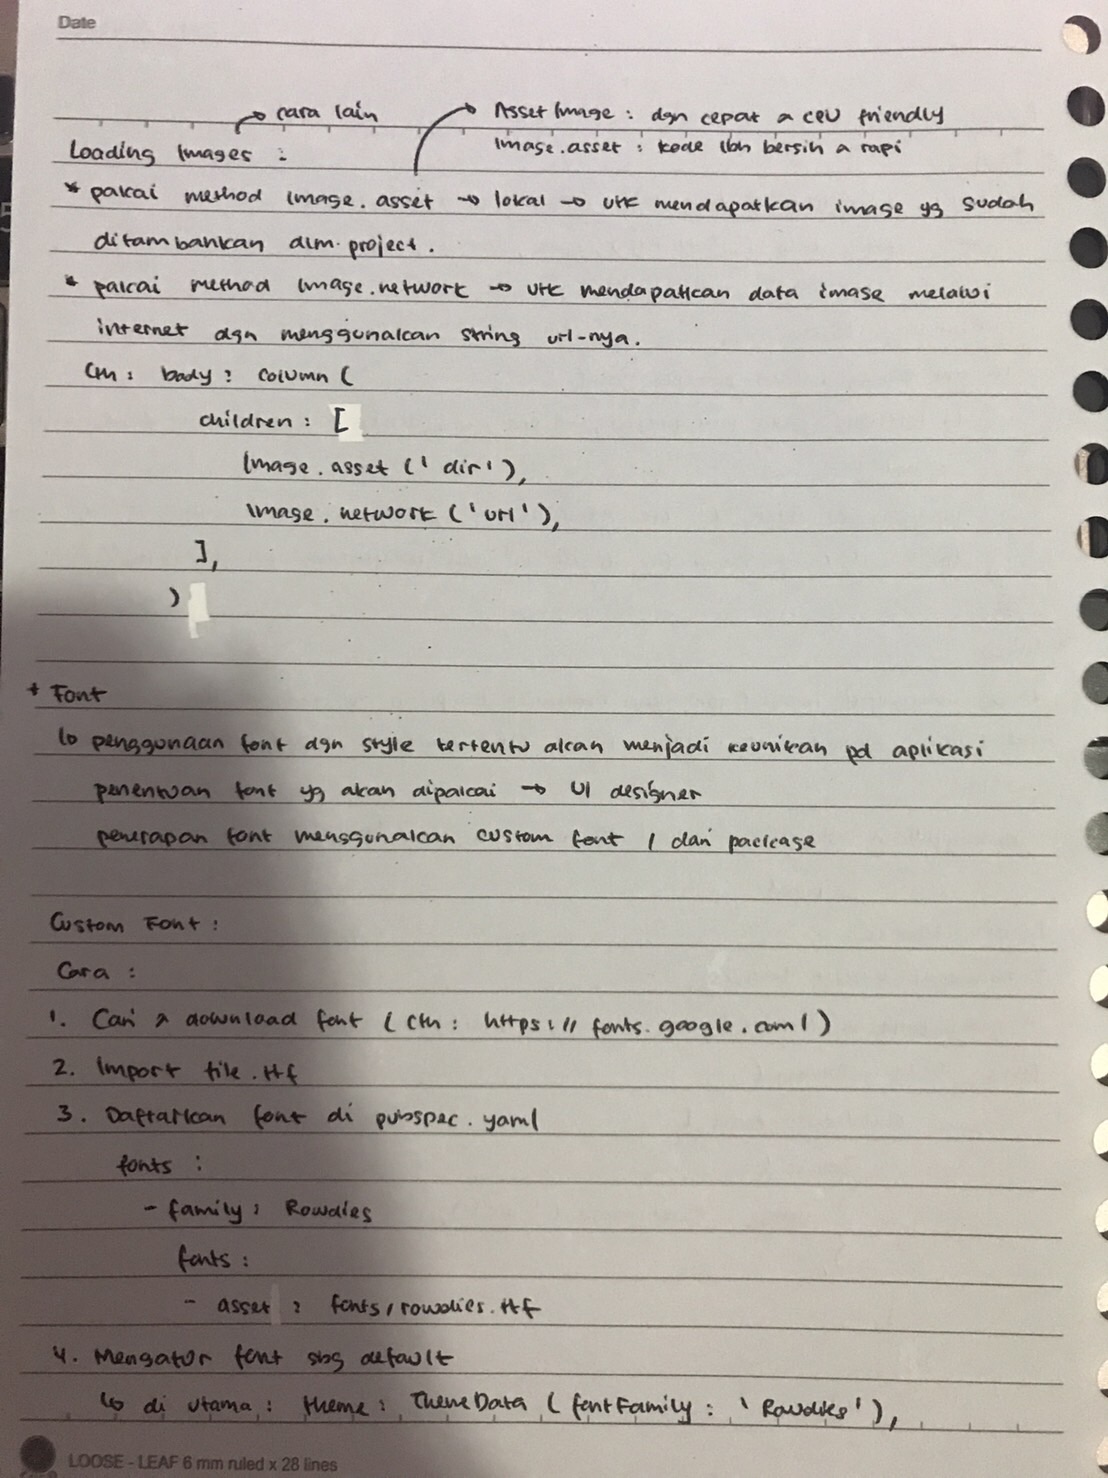 Date
→ cara lain
Asset Image : dgn cepat & CPU friendly
Image.asset : kode lbh bersih & rapi
Loading Images :
* pakai method Image.asset → lokal → utk mendapatkan image yg sudah
ditambahkan dlm project.
* pakai method Image.network → utk mendapatkan data image melalui
internet dgn menggunakan string url-nya.
Cth : body : Column (
children : [
Image.asset (' dir'),
Image.network ('url'),
],
)
* Font
↳ penggunaan font dgn style tertentu akan menjadi keunikan pd aplikasi
penentuan font yg akan dipakai → UI designer
penerapan font menggunakan custom font / dari package
Custom Font :
Cara :
1. Cari & download font ( cth : https://fonts.google.com/ )
2. Import file .ttf
3. Daftarkan font di pubspec.yaml
fonts :
- family : Rowdies
fonts :
- asset : fonts/rowdies.ttf
4. Mengatur font sbg default
↳ di utama : theme : ThemeData ( fontFamily : 'Rowdies'),
LOOSE - LEAF 6 mm ruled x 28 lines